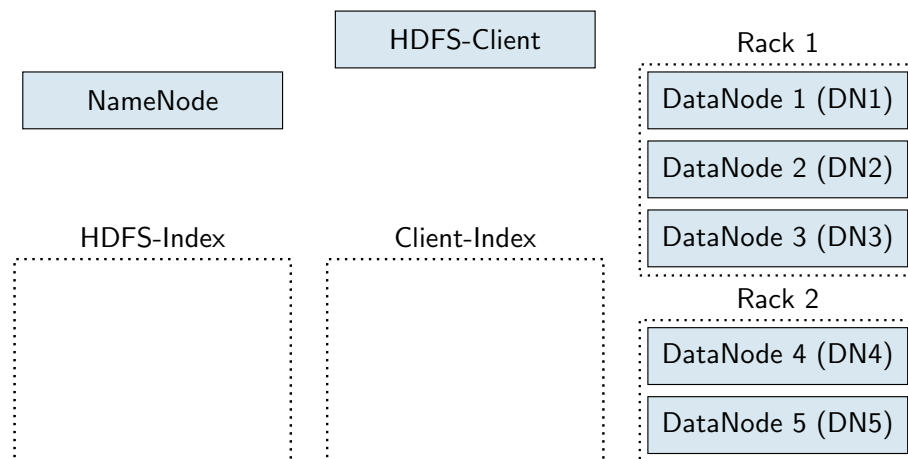 HDFS-Client
NameNode
HDFS-Index
Client-Index
Rack 1
DataNode 1 (DN1)
DataNode 2 (DN2)
DataNode 3 (DN3)
Rack 2
DataNode 4 (DN4)
DataNode 5 (DN5)